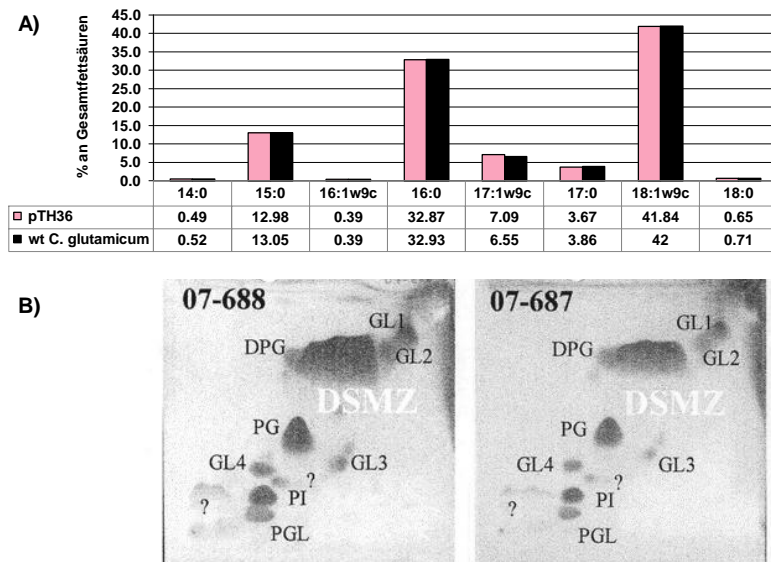 A)
% an Gesamtfettsäuren
45.0
40.0
35.0
30.0
25.0
20.0
15.0
10.0
5.0
0.0
14:0 15:0 16:1w9c 16:0 17:1w9c 17:0 18:1w9c 18:0
pTH36 0.49 12.98 0.39 32.87 7.09 3.67 41.84 0.65
wt C. glutamicum 0.52 13.05 0.39 32.93 6.55 3.86 42 0.71
B)
07-688
GL1
DPG
GL2
DSMZ
PG
GL4
GL3
?
?
PI
PGL
07-687
GL1
DPG
GL2
DSMZ
PG
GL4
GL3
?
?
PI
PGL